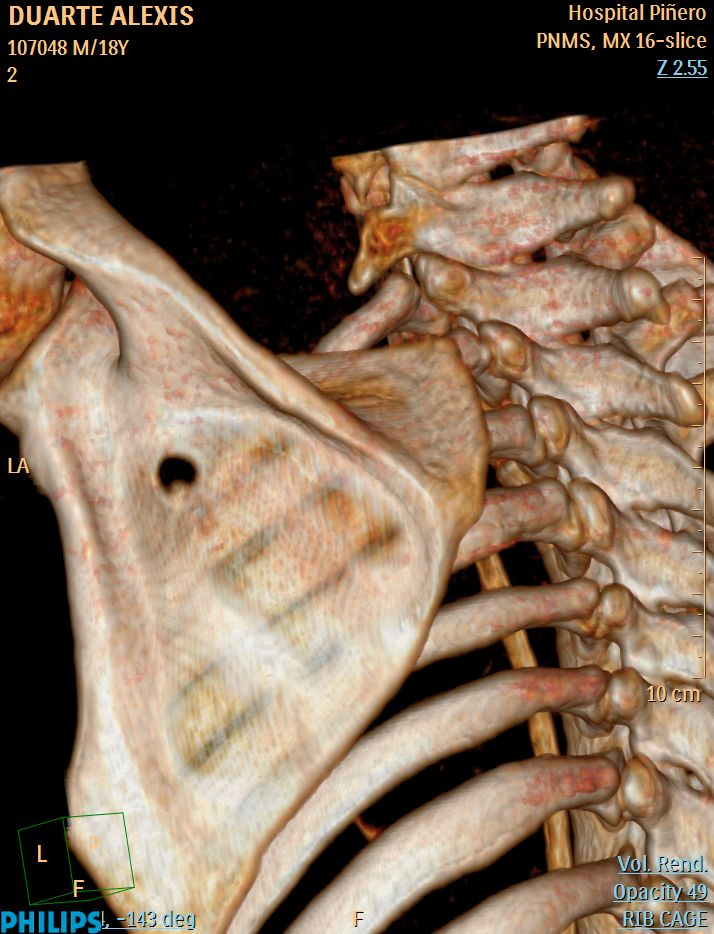 DUARTE ALEXIS
107048 M/18Y
2
Hospital Piñero
PNMS, MX 16-slice
Z 2.55
LA
10 cm
L
F
PHILIPS
-143 deg
F
Vol. Rend.
Opacity 49
RIB CAGE